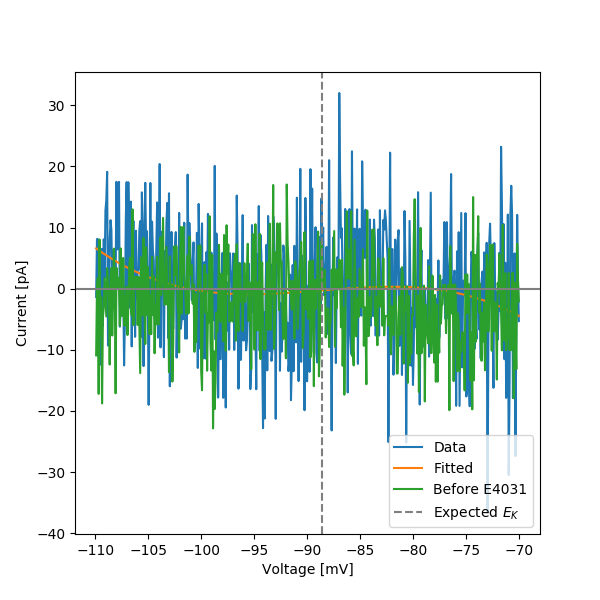 30
20
10
0
−10
−20
−30
−40
Current [pA]
−110 −105 −100 −95 −90 −85 −80 −75 −70
Voltage [mV]
Data
Fitted
Before E4031
Expected E_K